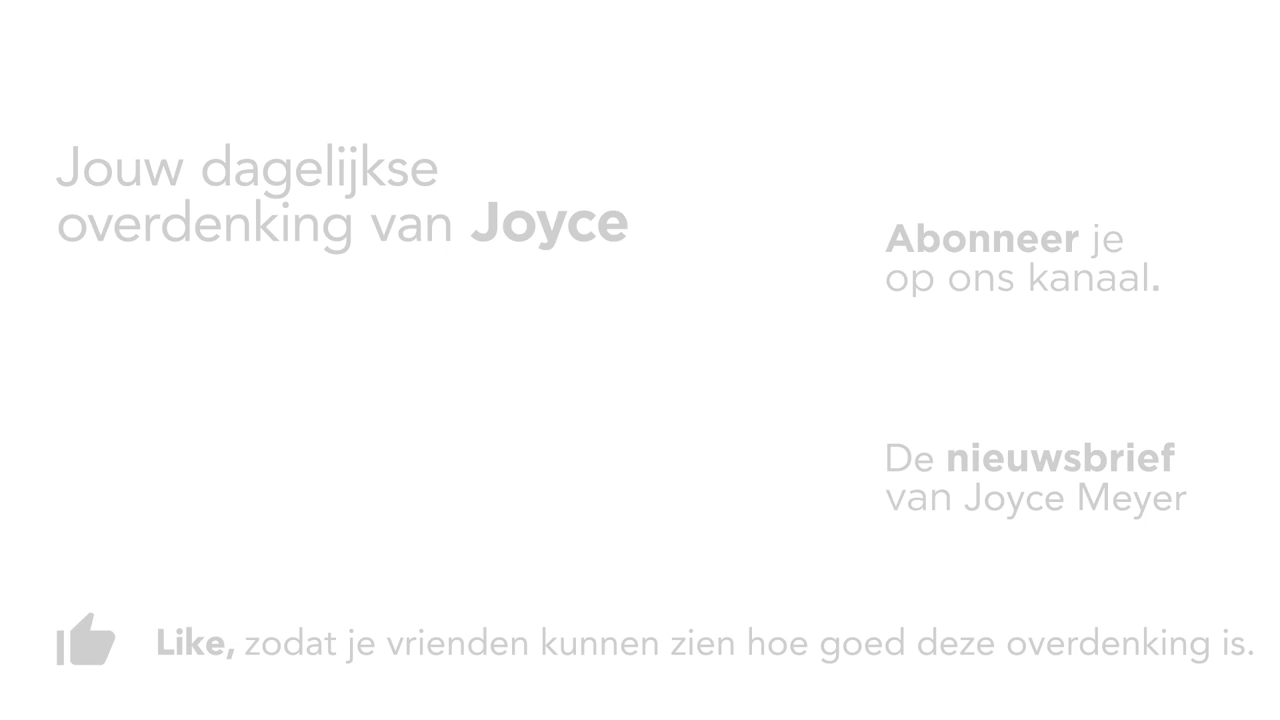 Jouw dagelijkse
overdenking van Joyce
Abonneer je
op ons kanaal.
De nieuwsbrief
van Joyce Meyer
Like, zodat je vrienden kunnen zien hoe goed deze overdenking is.